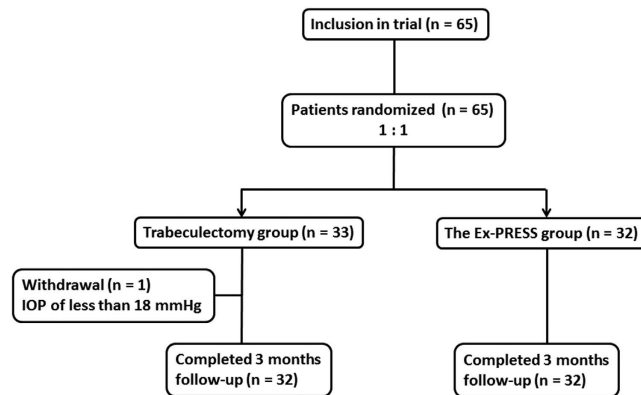 Inclusion in trial (n = 65)
Patients randomized (n = 65)
1 : 1
Trabeculectomy group (n = 33)
The Ex-PRESS group (n = 32)
Withdrawal (n = 1)
IOP of less than 18 mmHg
Completed 3 months
follow-up (n = 32)
Completed 3 months
follow-up (n = 32)